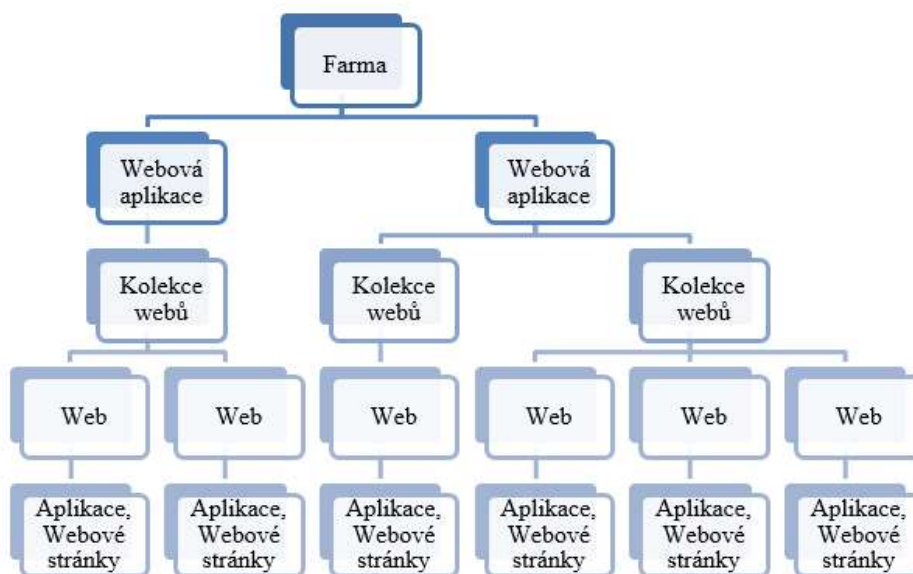 Farma
Webová
aplikace
Webová
aplikace
Kolekce
webů
Kolekce
webů
Kolekce
webů
Web
Web
Web
Web
Web
Web
Aplikace,
Webové
stránky
Aplikace,
Webové
stránky
Aplikace,
Webové
stránky
Aplikace,
Webové
stránky
Aplikace,
Webové
stránky
Aplikace,
Webové
stránky